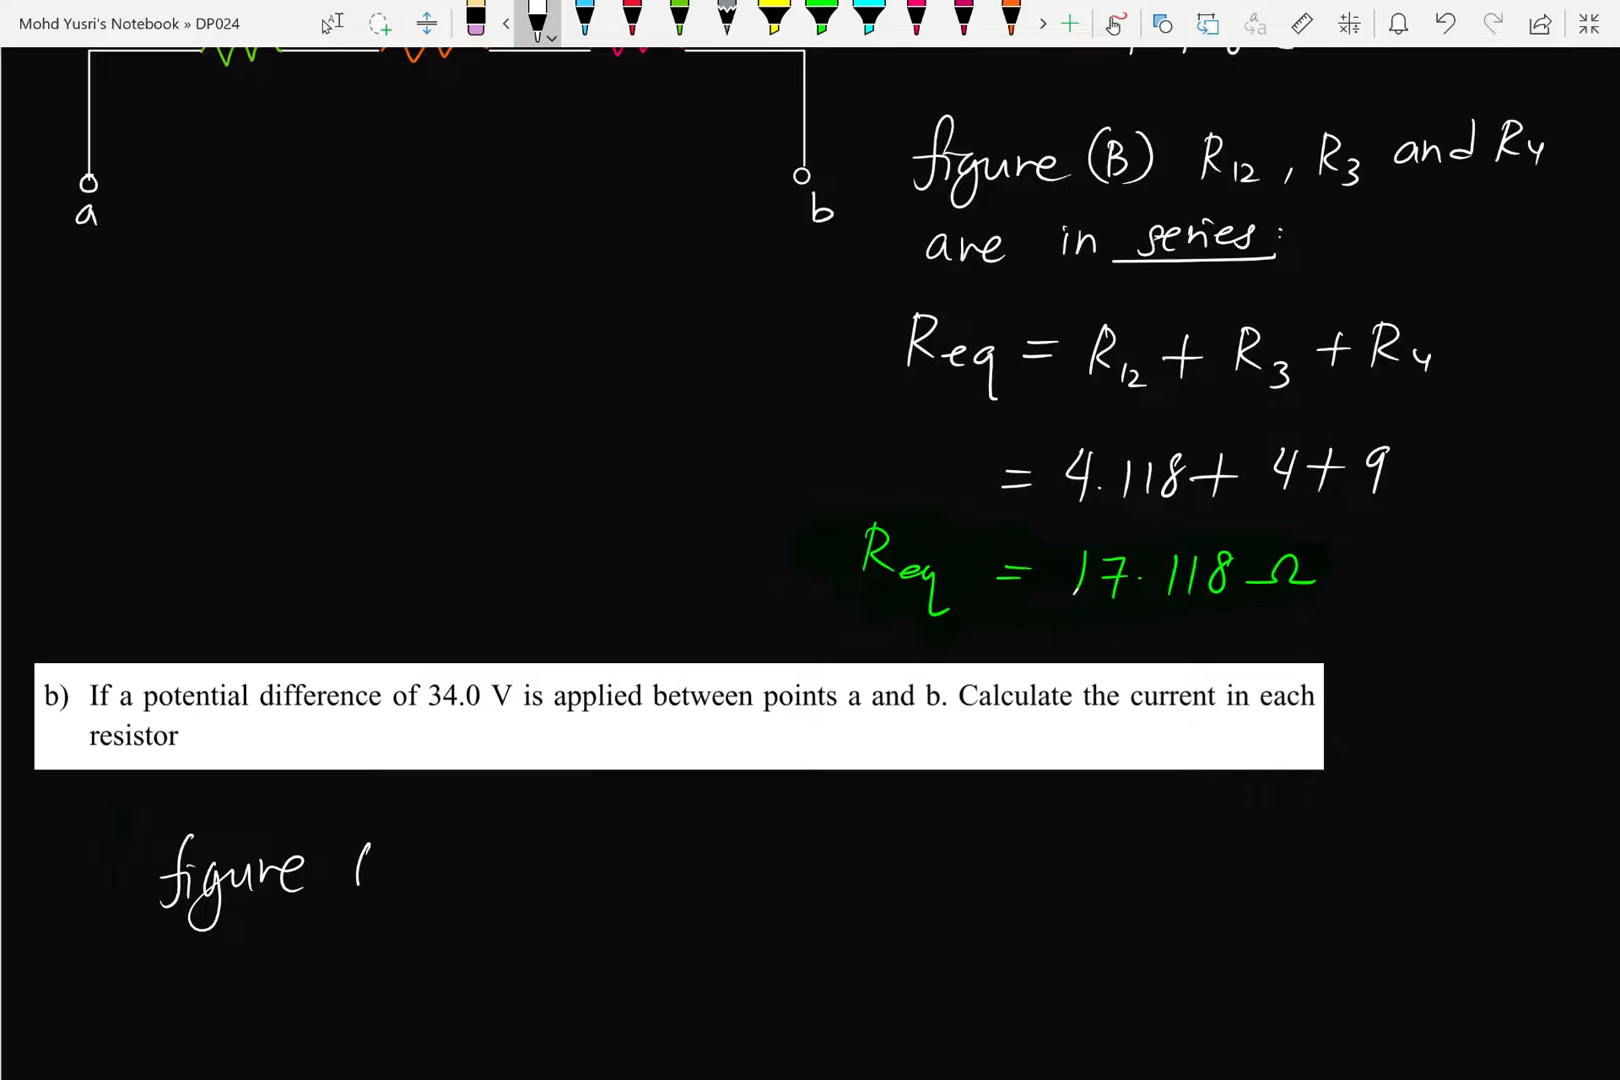 Mohd Yusri's Notebook » DP024
a
b
figure (B) R12, R3 and R4
are in series:
Req = R12 + R3 + R4
= 4.118 + 4 + 9
Req = 17.118 Ω
b) If a potential difference of 34.0 V is applied between points a and b. Calculate the current in each
resistor
figure (